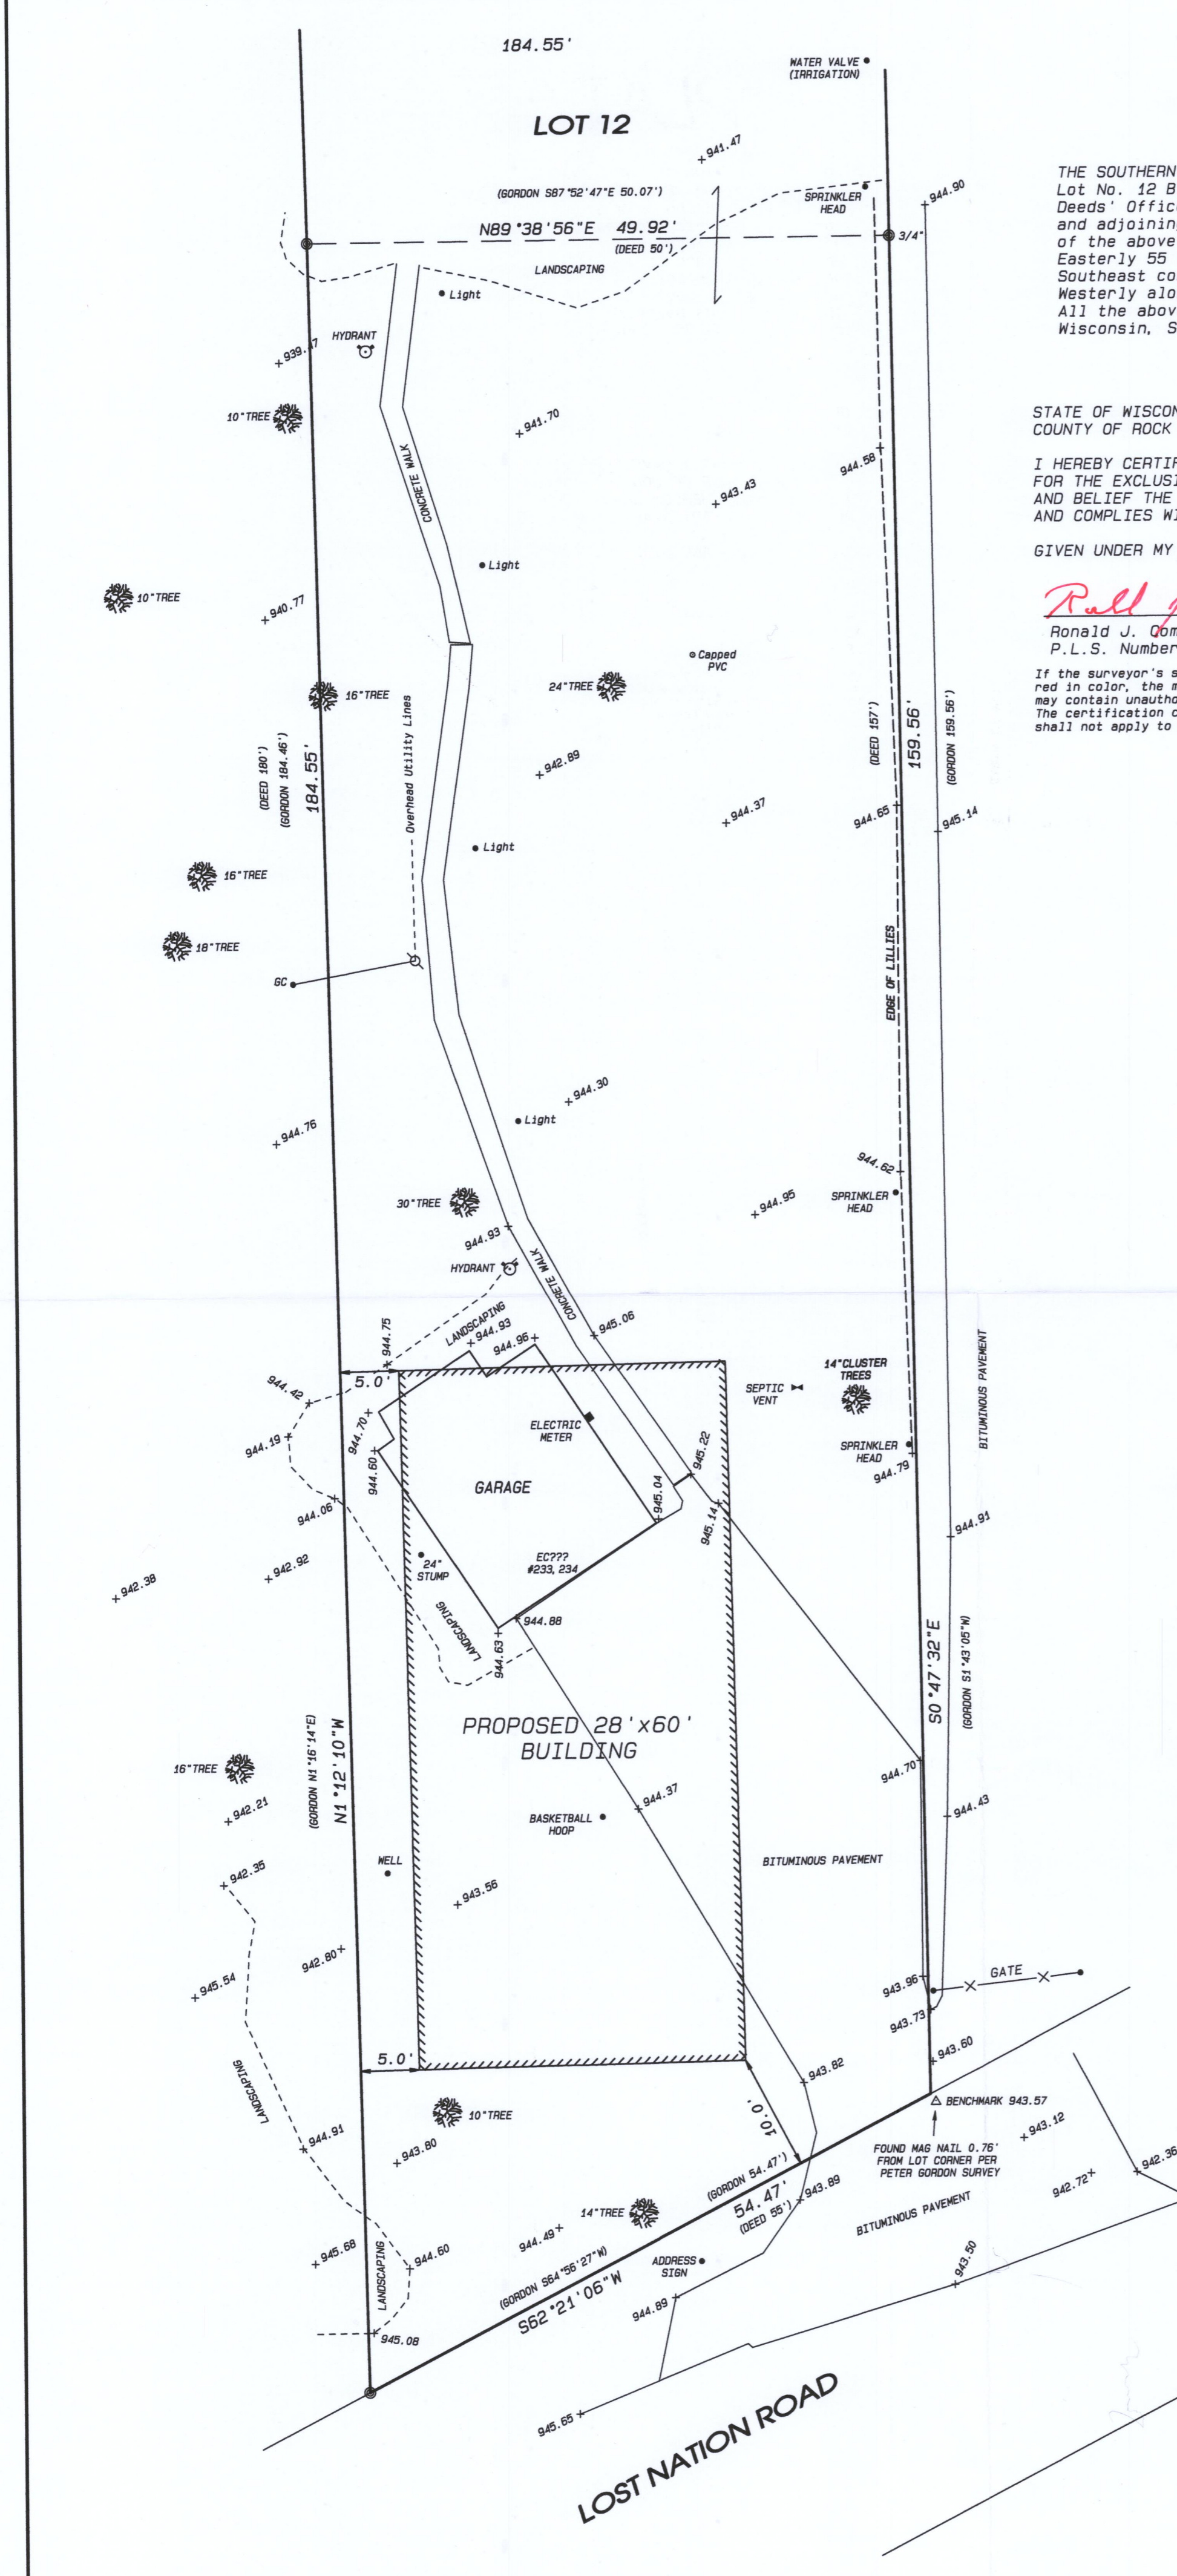 184.55'
WATER VALVE
(IRRIGATION)
LOT 12
941.47
THE SOUTHERN
Lot No. 12 B
Deeds' Offic
and adjoining
of the above
Easterly 55
Southeast co
Westerly alo
All the abov
Wisconsin, S
(GORDON S87°52'47"E 50.07')
SPRINKLER
HEAD
944.90
N89°38'56"E 49.92'
(DEED 50')
3/4"
LANDSCAPING
Light
HYDRANT
10"TREE
941.70
STATE OF WISCON
COUNTY OF ROCK
944.58
I HEREBY CERTIF
FOR THE EXCLUSI
AND BELIEF THE
AND COMPLIES WI
CONCRETE WALK
943.43
GIVEN UNDER MY
Light
10"TREE
940.77
Ronald J. Com
P.L.S. Number
Capped
PVC
If the surveyor's s
red in color, the m
may contain unautho
The certification c
shall not apply to
16"TREE
24"TREE
Overhead Utility Lines
(DEED 180')
(GORDON 184.46')
184.55'
(DEED 157')
159.56'
(GORDON 159.56')
942.89
944.37
944.65
945.14
Light
16"TREE
18"TREE
GC
EDGE OF LILLIES
944.30
Light
944.76
944.62
30"TREE
944.95
SPRINKLER
HEAD
944.93
HYDRANT
CONCRETE WALK
LANDSCAPING
944.75
944.93
944.96
945.06
BITUMINOUS PAVEMENT
5.0'
944.42
14"CLUSTER
TREES
SEPTIC
VENT
944.70
ELECTRIC
METER
944.19
944.60
945.22
SPRINKLER
HEAD
944.79
GARAGE
945.04
945.14
944.06
944.91
EC???
#233,234
24"
STUMP
942.92
942.38
LANDSCAPING
944.88
944.63
S0°47'32"E
(GORDON S1°43'05"W)
PROPOSED 28'x60'
BUILDING
(GORDON N1°16'14"E)
N1°12'10"W
16"TREE
944.70
942.21
944.37
944.43
BASKETBALL
HOOP
WELL
BITUMINOUS PAVEMENT
942.35
943.56
942.80
GATE
945.54
943.96
943.73
5.0'
943.60
LANDSCAPING
943.82
10"TREE
BENCHMARK 943.57
10.0'
943.12
944.91
943.80
FOUND MAG NAIL 0.76'
FROM LOT CORNER PER
PETER GORDON SURVEY
942.36
942.72
(GORDON 54.47')
54.47'
(DEED 55')
943.89
14"TREE
BITUMINOUS PAVEMENT
944.49
945.68
944.60
LANDSCAPING
(GORDON S64°56'27"W)
S62°21'06"W
ADDRESS
SIGN
943.50
944.89
945.08
945.65
LOST NATION ROAD